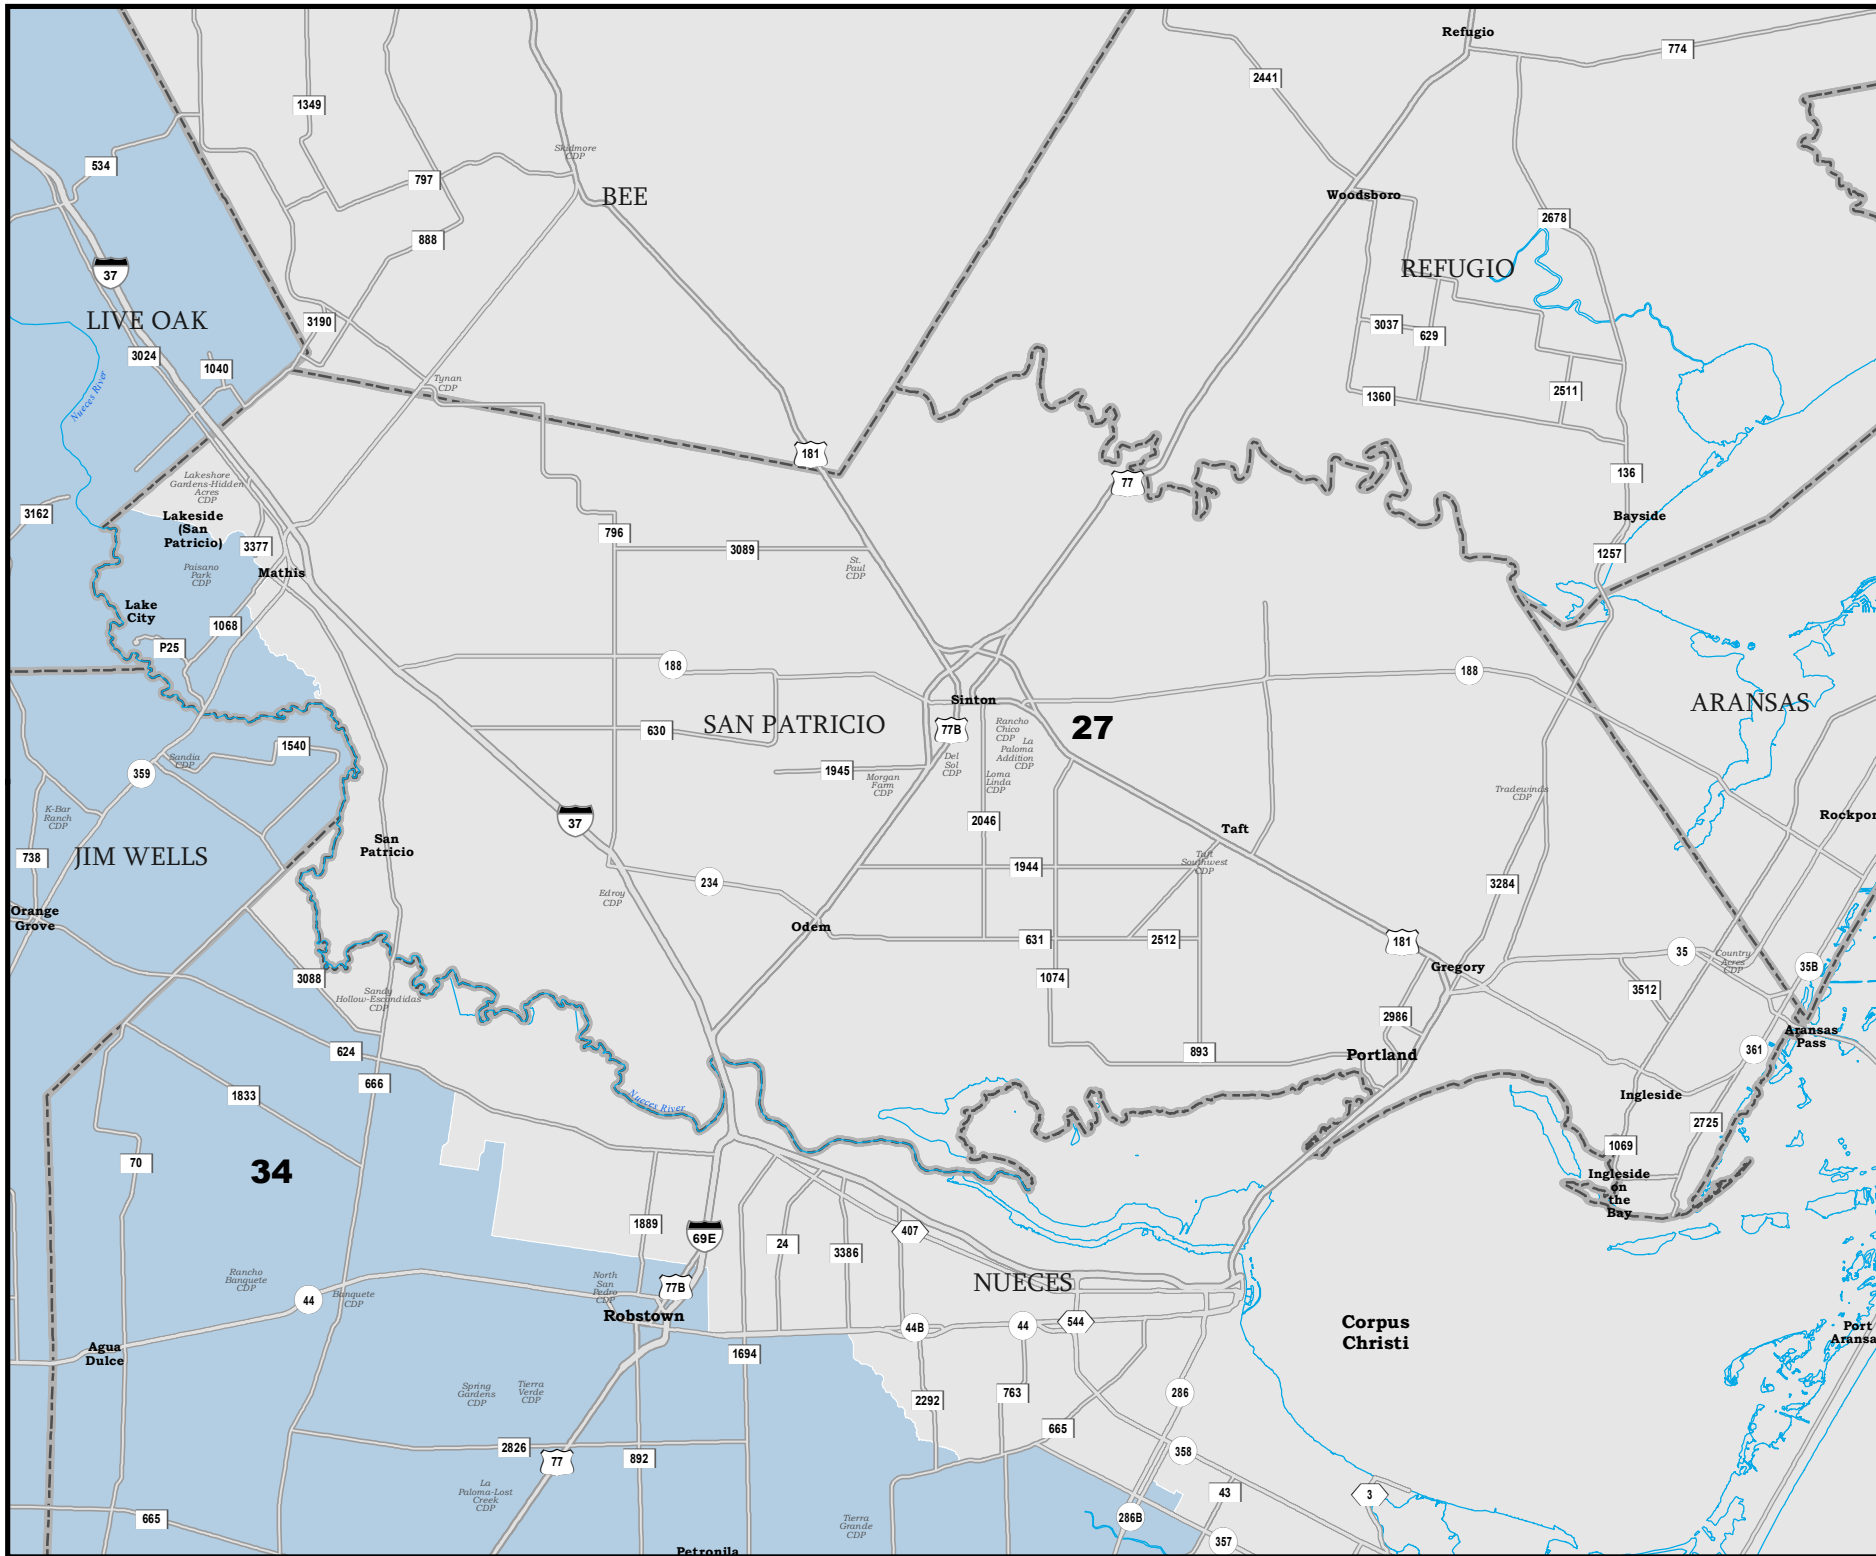 Refugio
774
2441
1349
Skidmore
CDP
534
797
BEE
Woodsboro
2678
888
37
REFUGIO
LIVE OAK
3190
3037
629
3024
1040
Nueces River
Tynan
CDP
1360
2511
181
77
136
Lakeshore
Gardens-Hidden
Acres
CDP
3162
Lakeside
(San
Patricio)
Bayside
796
3377
3089
1257
Paisano
Park
CDP
Mathis
St.
Paul
CDP
Lake
City
1068
P25
188
188
Sinton
ARANSAS
SAN PATRICIO
27
630
77B
Rancho
Chico
CDP
La
Paloma
Addition
CDP
1540
Sandia
CDP
359
1945
Morgan
Farm
CDP
Del
Sol
CDP
Loma
Linda
CDP
Tradewinds
CDP
K-Bar
Ranch
CDP
37
2046
Rockpor
738
JIM WELLS
San
Patricio
Taft
Taft
Southwest
CDP
1944
234
3284
Edroy
CDP
Orange
Grove
Odem
631
2512
181
Gregory
35
Country
Acres
CDP
35B
3088
1074
3512
Sandy
Hollow-Escondidas
CDP
2986
Aransas
Pass
624
893
Portland
361
666
1833
Nueces River
Ingleside
2725
1069
70
34
Ingleside
on
the
Bay
1889
69E
24
3386
407
Rancho
Banquete
CDP
44
Banquete
CDP
North
San
Pedro
CDP
77B
NUECES
Robstown
44B
44
544
Corpus
Christi
Port
Aransa
Agua
Dulce
1694
Spring
Gardens
CDP
Tierra
Verde
CDP
2292
763
286
665
2826
77
892
358
La
Paloma-Lost
Creek
CDP
43
3
665
Tierra
Grande
CDP
286B
357
Petronila